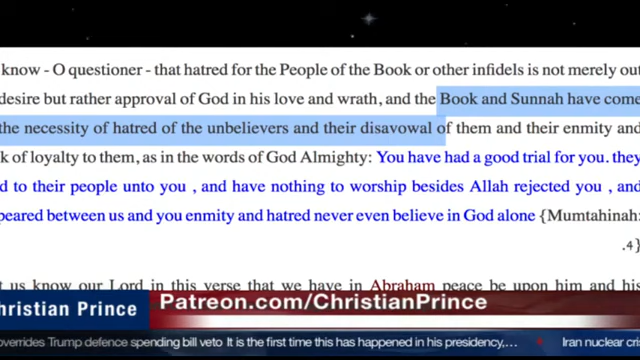 know - O questioner - that hatred for the People of the Book or other infidels is not merely out
desire but rather approval of God in his love and wrath, and the Book and Sunnah have come
the necessity of hatred of the unbelievers and their disavowal of them and their enmity and
k of loyalty to them, as in the words of God Almighty: You have had a good trial for you. they
d to their people unto you , and have nothing to worship besides Allah rejected you , and
peared between us and you enmity and hatred never even believe in God alone {Mumtahinah:
.4}
t us know our Lord in this verse that we have in Abraham peace be upon him and his
hristian Prince
Patreon.com/ChristianPrince
overrides Trump defence spending bill veto It is the first time this has happened in his presidency,... Iran nuclear cris